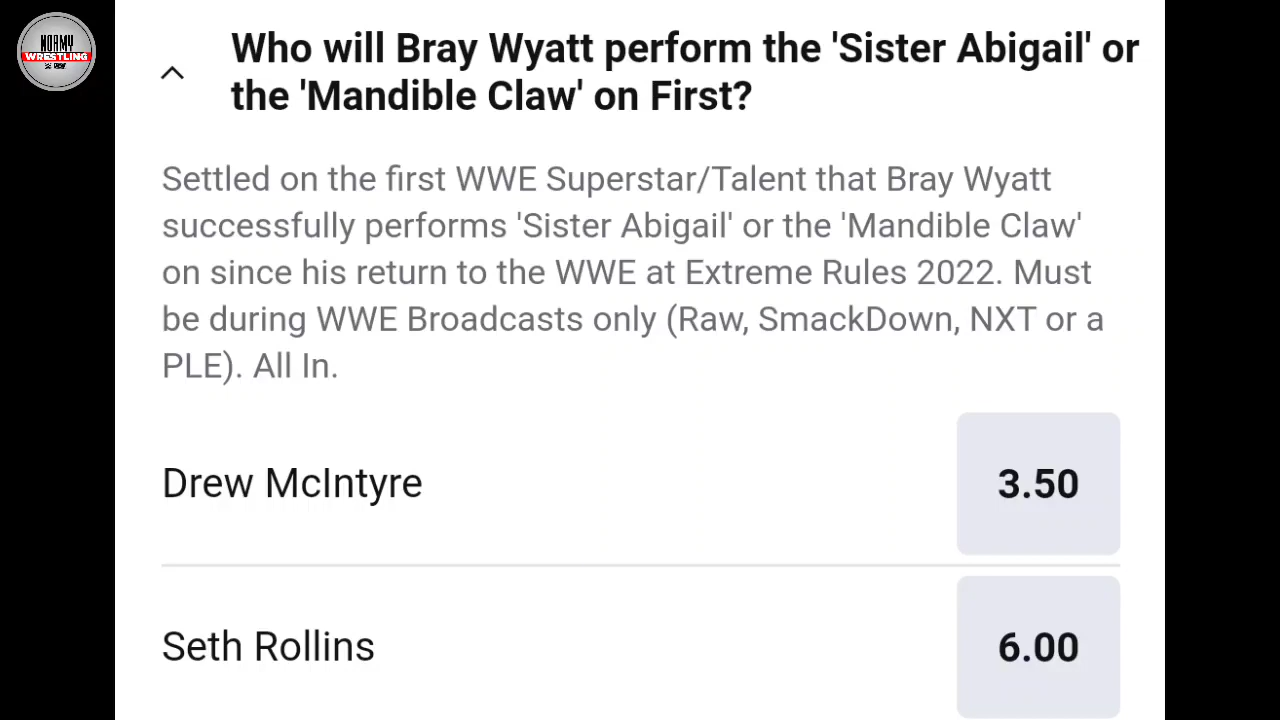 NORMY
WRESTLING
Who will Bray Wyatt perform the 'Sister Abigail' or
the 'Mandible Claw' on First?
Settled on the first WWE Superstar/Talent that Bray Wyatt
successfully performs 'Sister Abigail' or the 'Mandible Claw'
on since his return to the WWE at Extreme Rules 2022. Must
be during WWE Broadcasts only (Raw, SmackDown, NXT or a
PLE). All In.
Drew McIntyre
3.50
Seth Rollins
6.00